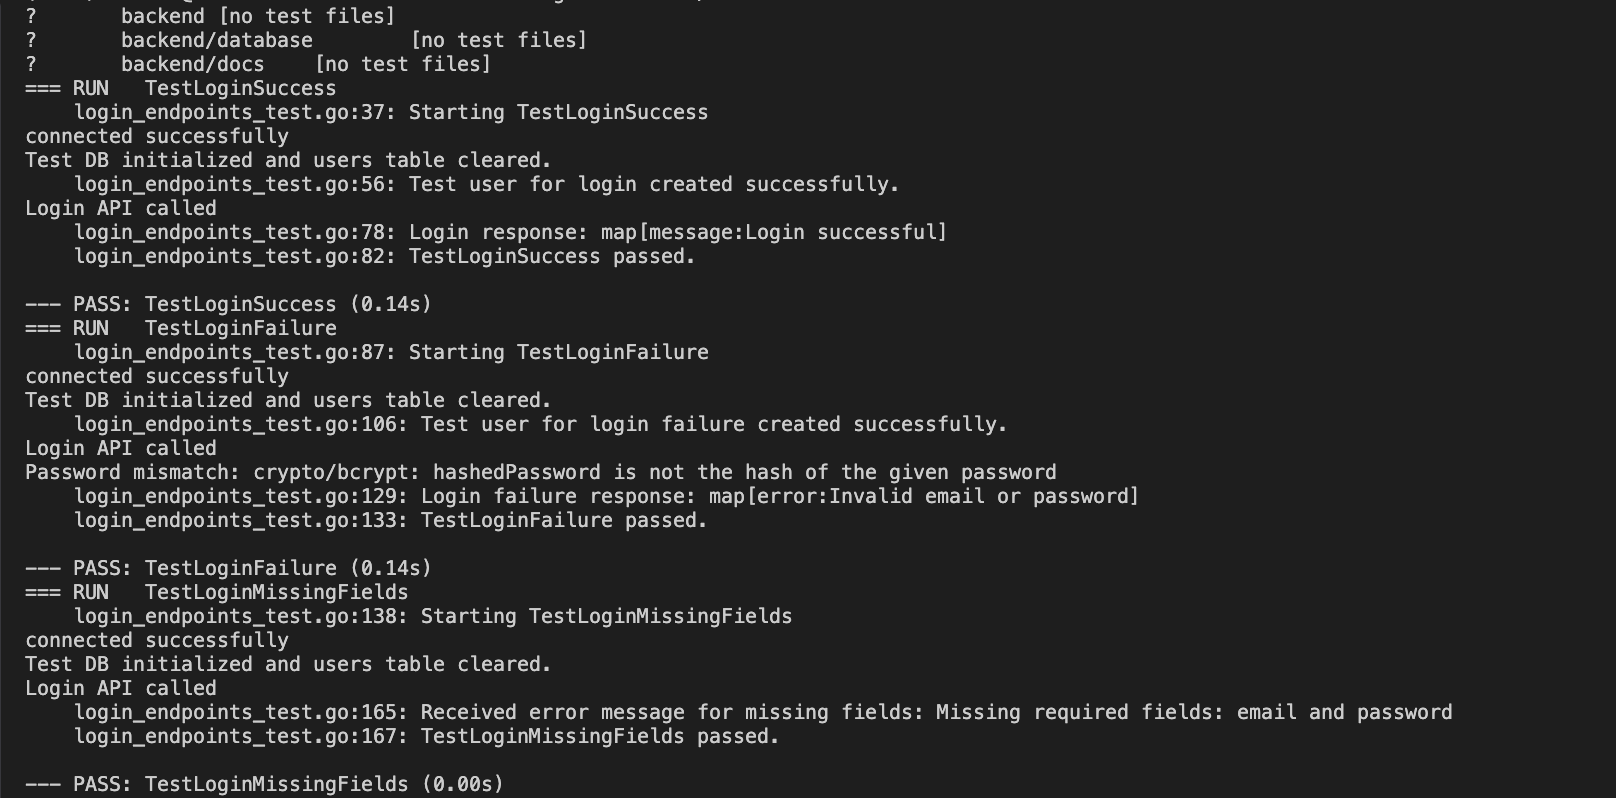 ?       backend [no test files]
?       backend/database        [no test files]
?       backend/docs    [no test files]
=== RUN   TestLoginSuccess
    login_endpoints_test.go:37: Starting TestLoginSuccess
connected successfully
Test DB initialized and users table cleared.
    login_endpoints_test.go:56: Test user for login created successfully.
Login API called
    login_endpoints_test.go:78: Login response: map[message:Login successful]
    login_endpoints_test.go:82: TestLoginSuccess passed.

--- PASS: TestLoginSuccess (0.14s)
=== RUN   TestLoginFailure
    login_endpoints_test.go:87: Starting TestLoginFailure
connected successfully
Test DB initialized and users table cleared.
    login_endpoints_test.go:106: Test user for login failure created successfully.
Login API called
Password mismatch: crypto/bcrypt: hashedPassword is not the hash of the given password
    login_endpoints_test.go:129: Login failure response: map[error:Invalid email or password]
    login_endpoints_test.go:133: TestLoginFailure passed.

--- PASS: TestLoginFailure (0.14s)
=== RUN   TestLoginMissingFields
    login_endpoints_test.go:138: Starting TestLoginMissingFields
connected successfully
Test DB initialized and users table cleared.
Login API called
    login_endpoints_test.go:165: Received error message for missing fields: Missing required fields: email and password
    login_endpoints_test.go:167: TestLoginMissingFields passed.

--- PASS: TestLoginMissingFields (0.00s)